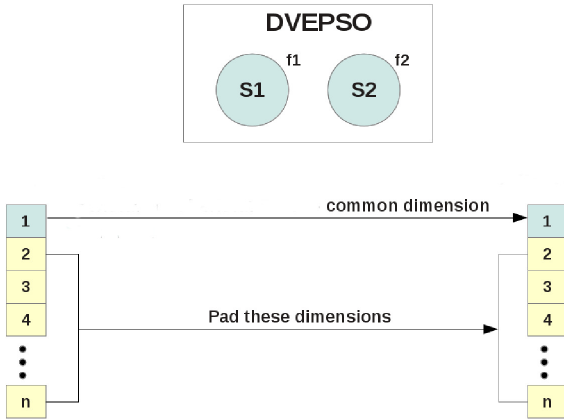 DVEPSO
f1 f2
S1 S2
common dimension
1 1
2 2
3 3
4 4
Pad these dimensions
n n